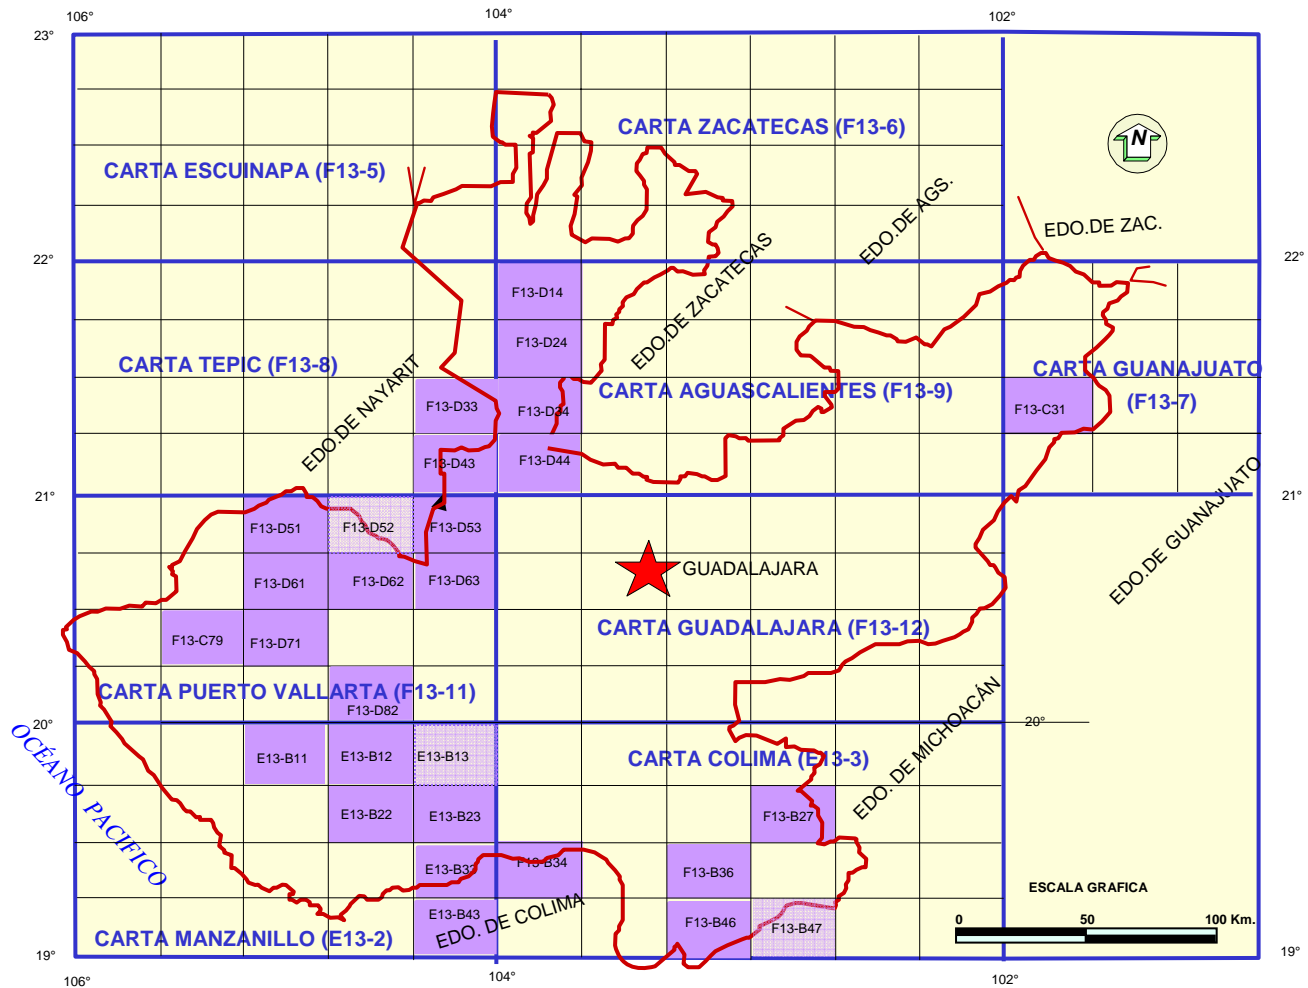 106°
104°
102°
23°
CARTA ZACATECAS (F13-6)
N
CARTA ESCUINAPA (F13-5)
EDO.DE AGS.
EDO.DE ZAC.
22°
22°
EDO.DE ZACATECAS
F13-D14
F13-D24
CARTA TEPIC (F13-8)
EDO.DE NAYARIT
CARTA AGUASCALIENTES (F13-9)
CARTA GUANAJUATO
(F13-7)
F13-D33
F13-D34
F13-C31
F13-D43
F13-D44
21°
21°
EDO.DE GUANAJUATO
F13-D51
F13-D52
F13-D53
GUADALAJARA
F13-D61
F13-D62
F13-D63
CARTA GUADALAJARA (F13-12)
F13-C79
F13-D71
CARTA PUERTO VALLARTA (F13-11)
F13-D82
20°
20°
OCÉANO PACIFICO
EDO. DE MICHOACÁN
E13-B11
E13-B12
E13-B13
CARTA COLIMA (E13-3)
E13-B22
E13-B23
F13-B27
F13-B34
F13-B36
ESCALA GRAFICA
E13-B43
EDO. DE COLIMA
F13-B46
F13-B47
0
50
100 Km.
CARTA MANZANILLO (E13-2)
19°
19°
106°
104°
102°